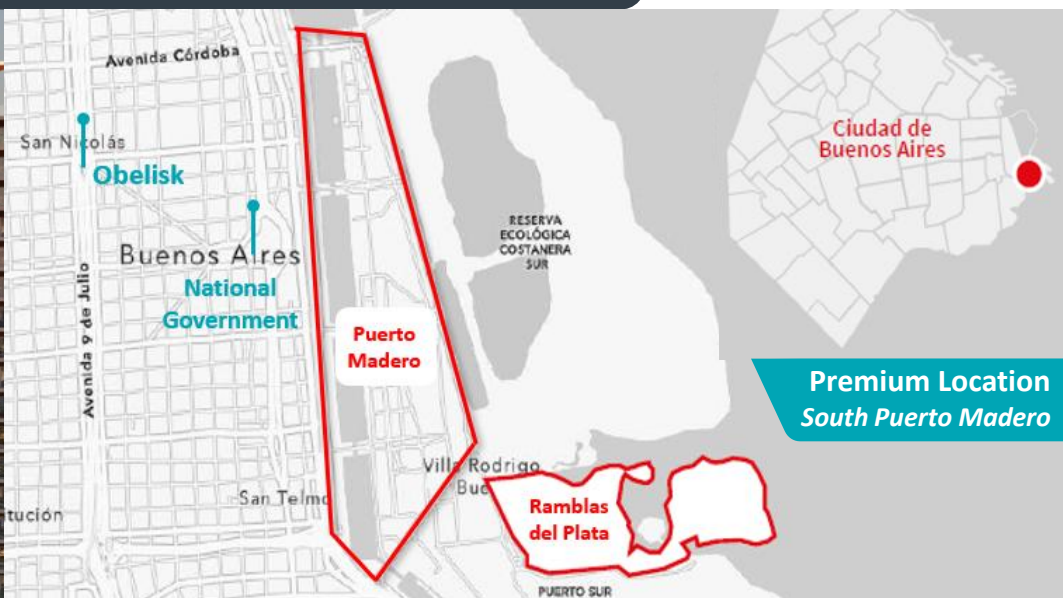 Avenida Córdoba
San Nicolás
Obelisk
Buenos Aires
National
Government
Avenida 9 de Julio
Puerto
Madero
RESERVA
ECOLÓGICA
COSTANERA
SUR
Ciudad de
Buenos Aires
Premium Location
South Puerto Madero
Villa Rodrigo
Bue
San Telmo
tución
Ramblas
del Plata
PUERTO SUR